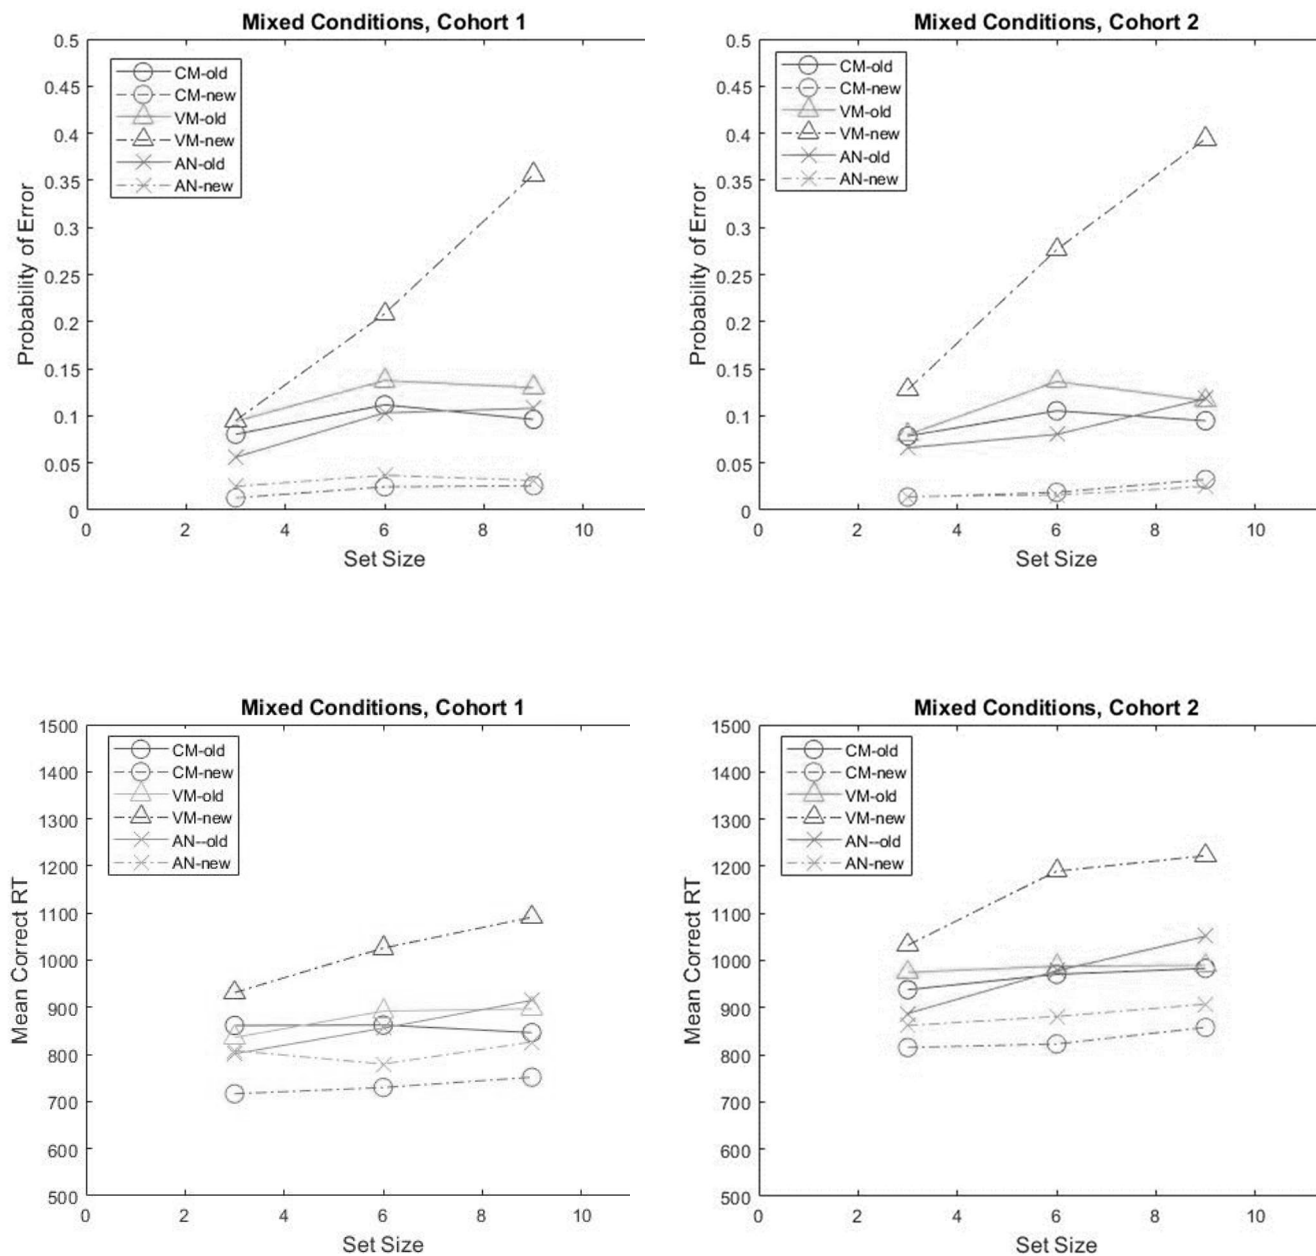 Mixed Conditions, Cohort 1
0.5
0.45
0.4
0.35
0.3
0.25
0.2
0.15
0.1
0.05
0
Probability of Error
CM-old
CM-new
VM-old
VM-new
AN-old
AN-new
0 2 4 6 8 10
Set Size
Mixed Conditions, Cohort 2
0.5
0.45
0.4
0.35
0.3
0.25
0.2
0.15
0.1
0.05
0
Probability of Error
CM-old
CM-new
VM-old
VM-new
AN-old
AN-new
0 2 4 6 8 10
Set Size
Mixed Conditions, Cohort 1
1500
1400
1300
1200
1100
1000
900
800
700
600
500
Mean Correct RT
CM-old
CM-new
VM-old
VM-new
AN--old
AN-new
0 2 4 6 8 10
Set Size
Mixed Conditions, Cohort 2
1500
1400
1300
1200
1100
1000
900
800
700
600
500
Mean Correct RT
CM-old
CM-new
VM-old
VM-new
AN--old
AN-new
0 2 4 6 8 10
Set Size